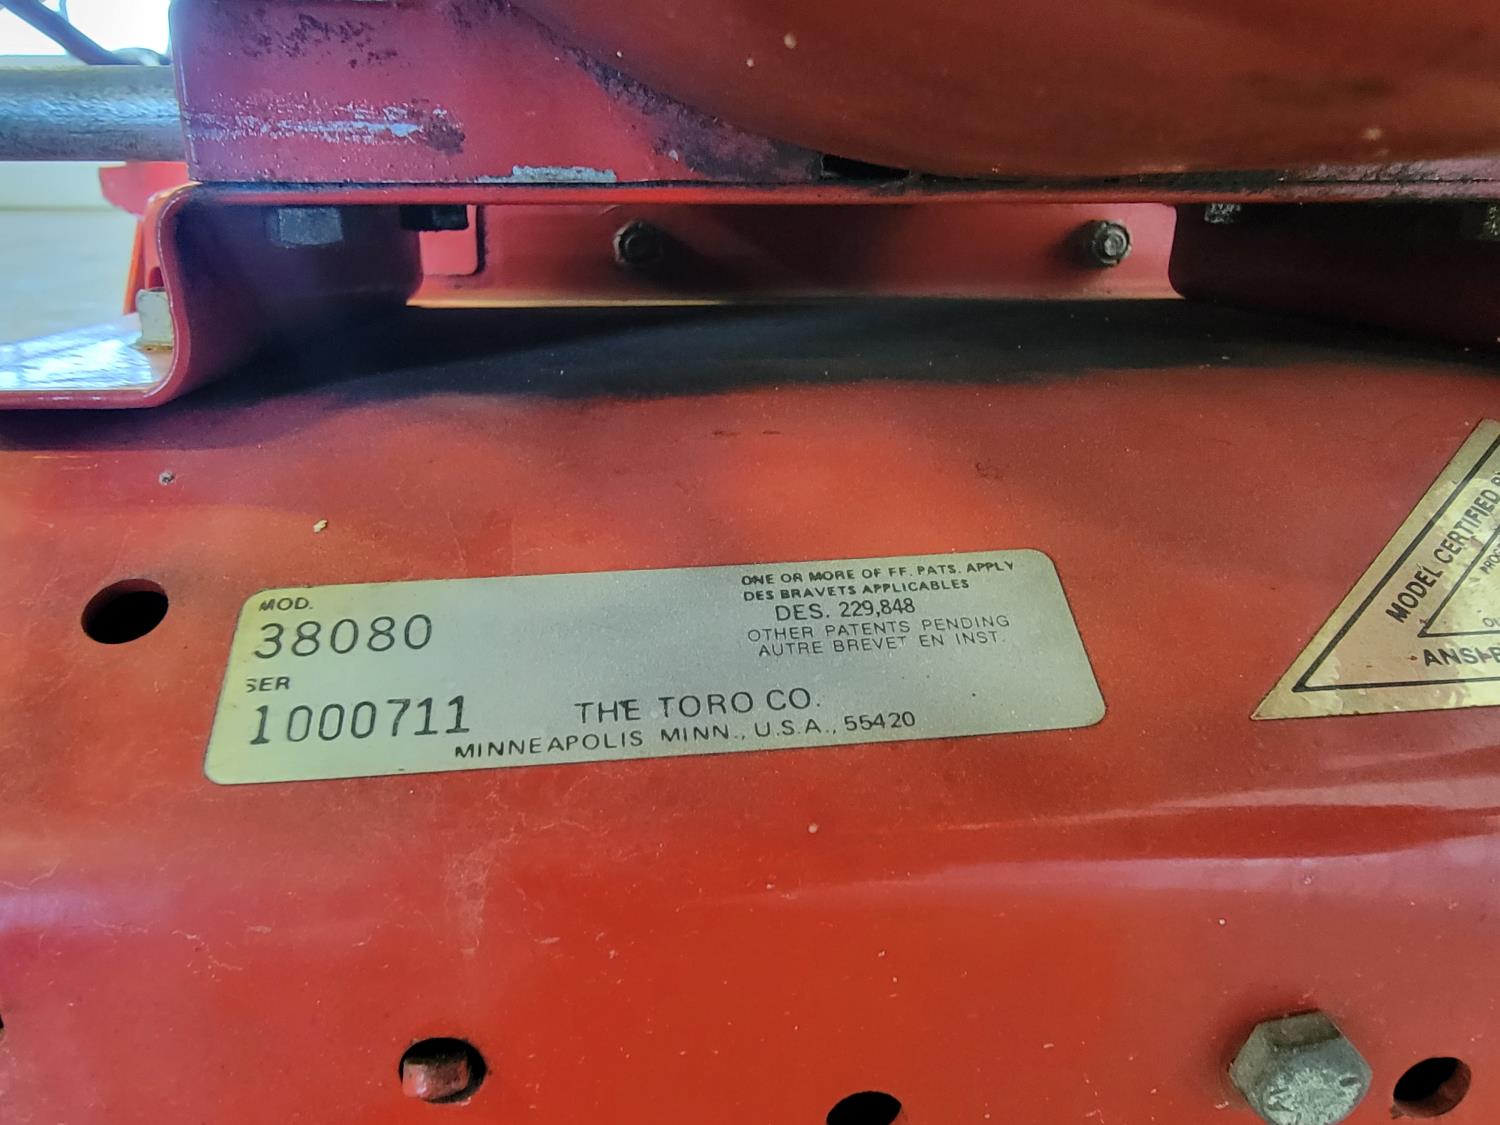 MOD.
38080
SER
1000711
ONE OR MORE OF FF. PATS. APPLY
DES BRAVETS APPLICABLES
DES. 229,848
OTHER PATENTS PENDING
AUTRE BREVET EN INST.
THE TORO CO.
MINNEAPOLIS MINN., U.S.A., 55420
MODEL CERTIFIED